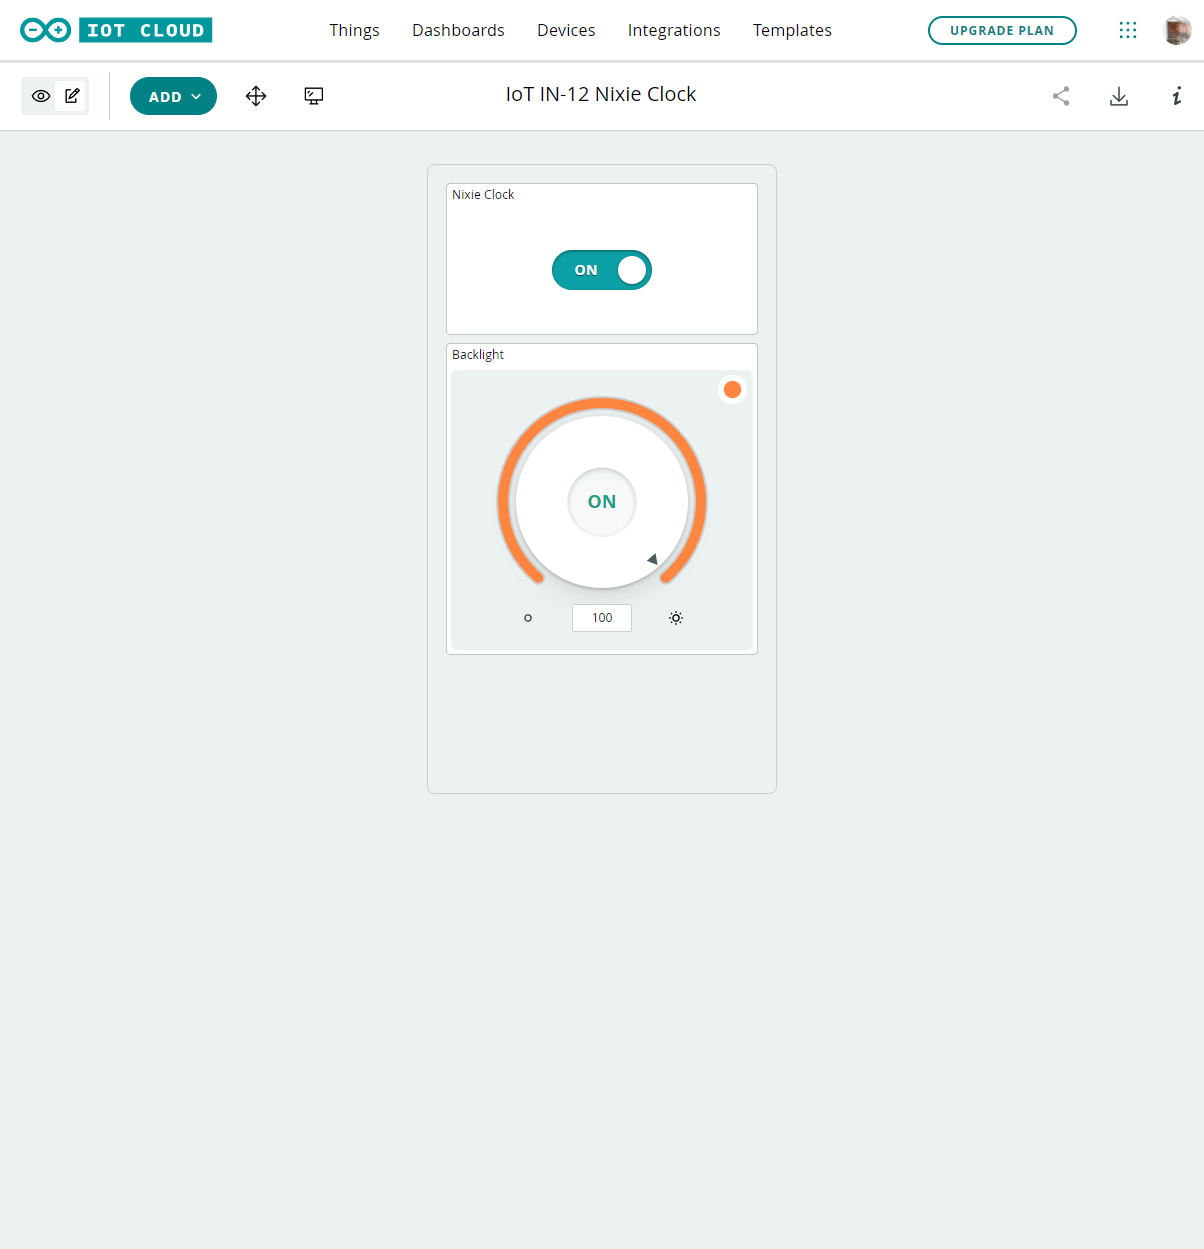 IOT CLOUD
Things Dashboards Devices Integrations Templates
UPGRADE PLAN
ADD
IoT IN-12 Nixie Clock
Nixie Clock
ON
Backlight
ON
100